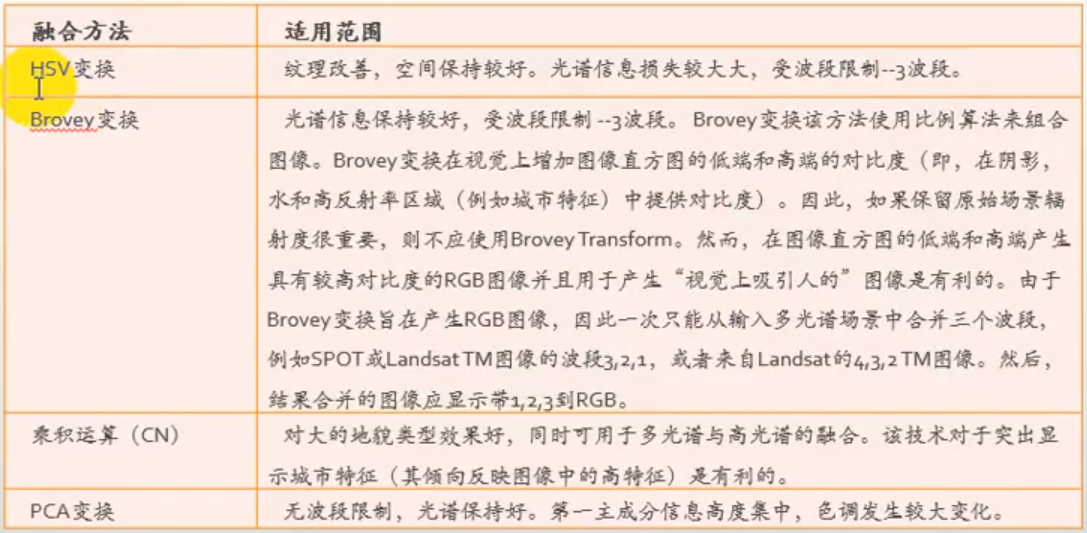 融合方法 适用范围
HSV变换 纹理改善，空间保持较好。光谱信息损失较大大，受波段限制--3波段。
Brovey变换 光谱信息保持较好，受波段限制 --3波段。 Brovey变换该方法使用比例算法来组合
图像。Brovey变换在视觉上增加图像直方图的低端和高端的对比度（即，在阴影，
水和高反射率区域（例如城市特征）中提供对比度）。因此，如果保留原始场景辐
射度很重要，则不应使用Brovey Transform。然而，在图像直方图的低端和高端产生
具有较高对比度的RGB图像并且用于产生“视觉上吸引人的”图像是有利的。由于
Brovey变换旨在产生RGB图像，因此一次只能从输入多光谱场景中合并三个波段，
例如SPOT或Landsat TM图像的波段3,2,1，或者来自Landsat的4,3,2 TM图像。然后，
结果合并的图像应显示带1,2,3到RGB。
乘积运算（CN） 对大的地貌类型效果好，同时可用于多光谱与高光谱的融合。该技术对于突出显
示城市特征（其倾向反映图像中的高特征）是有利的。
PCA变换 无波段限制，光谱保持好。第一主成分信息高度集中，色调发生较大变化。